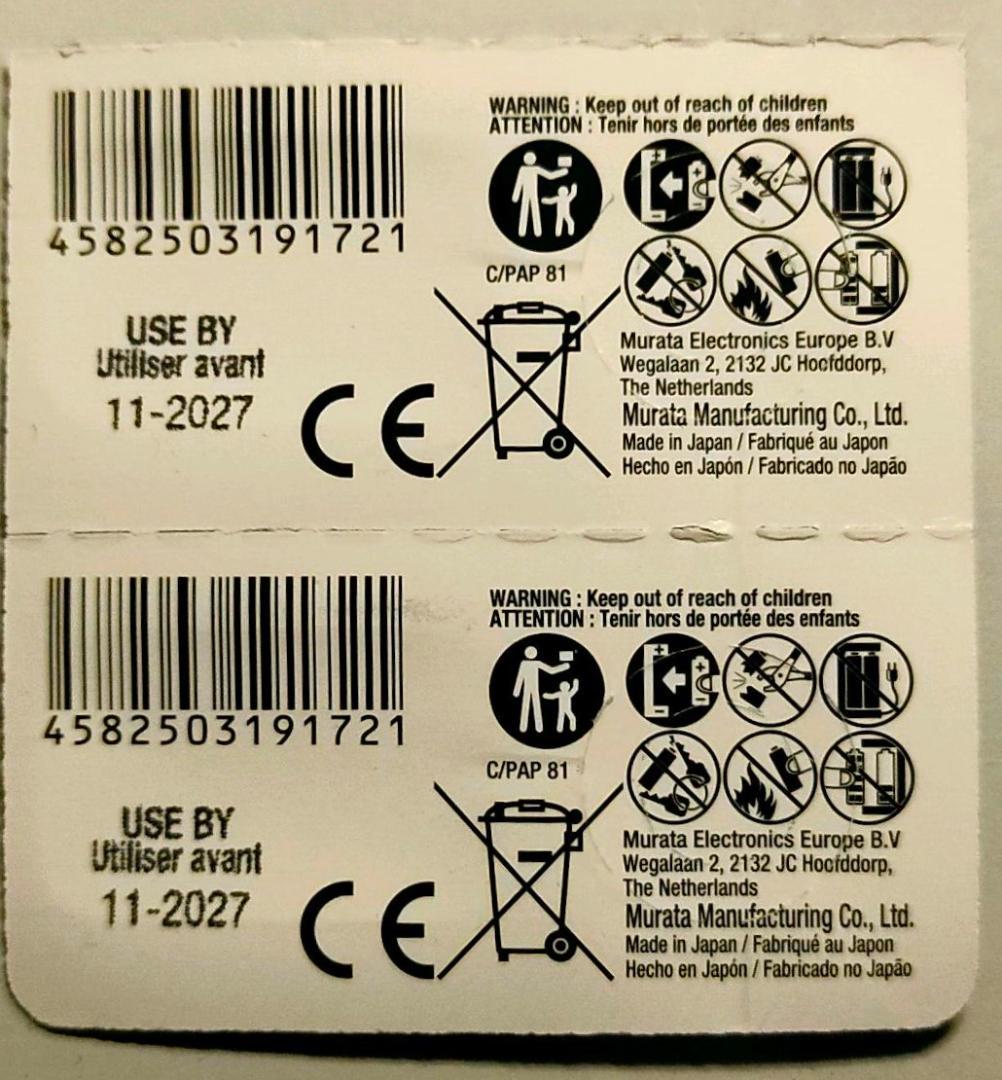 4582503191721
USE BY
Utiliser avant
11-2027
CE
WARNING : Keep out of reach of children
ATTENTION : Tenir hors de portée des enfants
C/PAP 81
Murata Electronics Europe B.V
Wegalaan 2, 2132 JC Hoofddorp,
The Netherlands
Murata Manufacturing Co., Ltd.
Made in Japan / Fabriqué au Japon
Hecho en Japón / Fabricado no Japão
4582503191721
USE BY
Utiliser avant
11-2027
CE
WARNING : Keep out of reach of children
ATTENTION : Tenir hors de portée des enfants
C/PAP 81
Murata Electronics Europe B.V
Wegalaan 2, 2132 JC Hoofddorp,
The Netherlands
Murata Manufacturing Co., Ltd.
Made in Japan / Fabriqué au Japon
Hecho en Japón / Fabricado no Japão